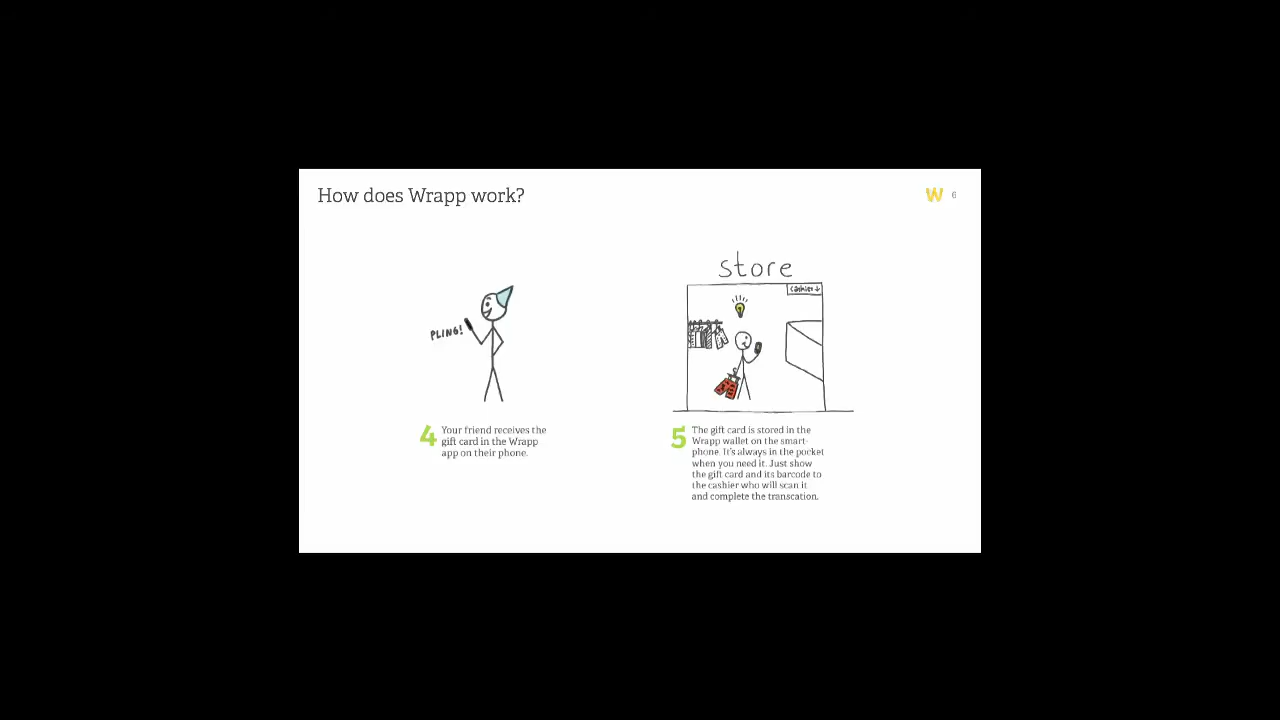 How does Wrapp work?
W 6
store
cashier ↓
PLING!
4 Your friend receives the
gift card in the Wrapp
app on their phone.
5 The gift card is stored in the
Wrapp wallet on the smart-
phone. It's always in the pocket
when you need it. Just show
the gift card and its barcode to
the cashier who will scan it
and complete the transcation.